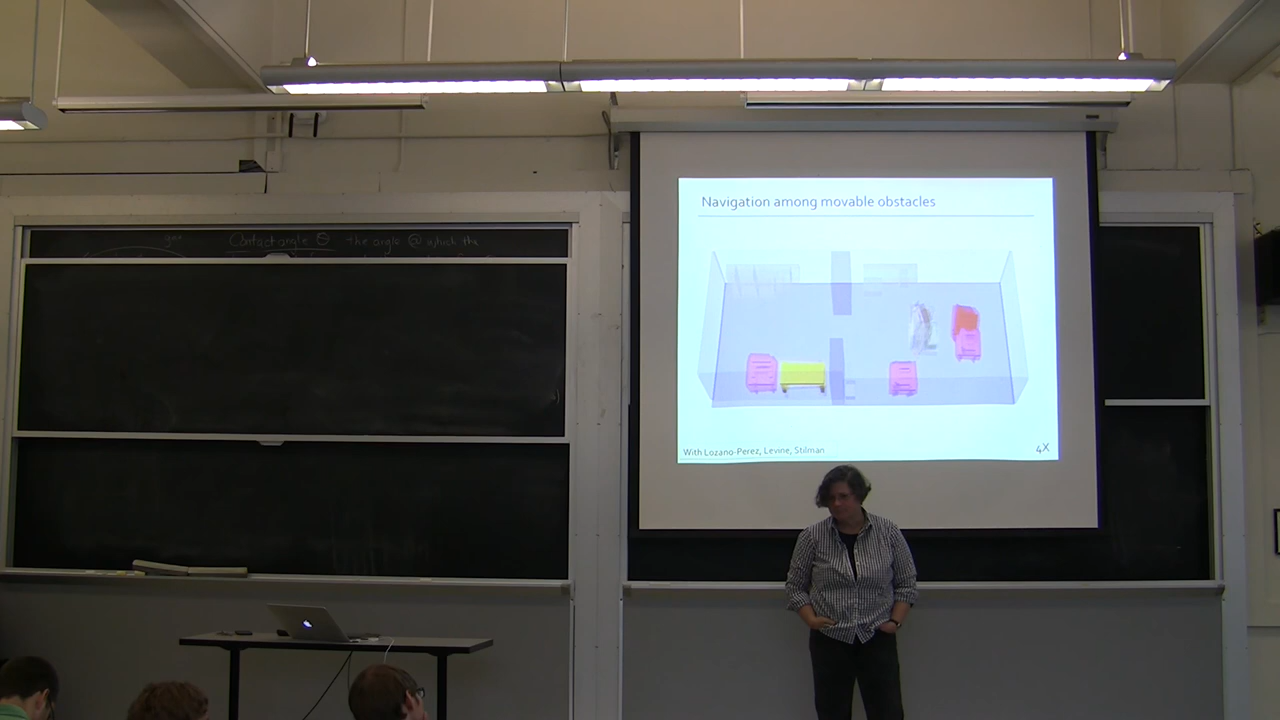 Contact angle Θ the angle @ which the
Navigation among movable obstacles
With Lozano-Perez, Levine, Stilman
4X